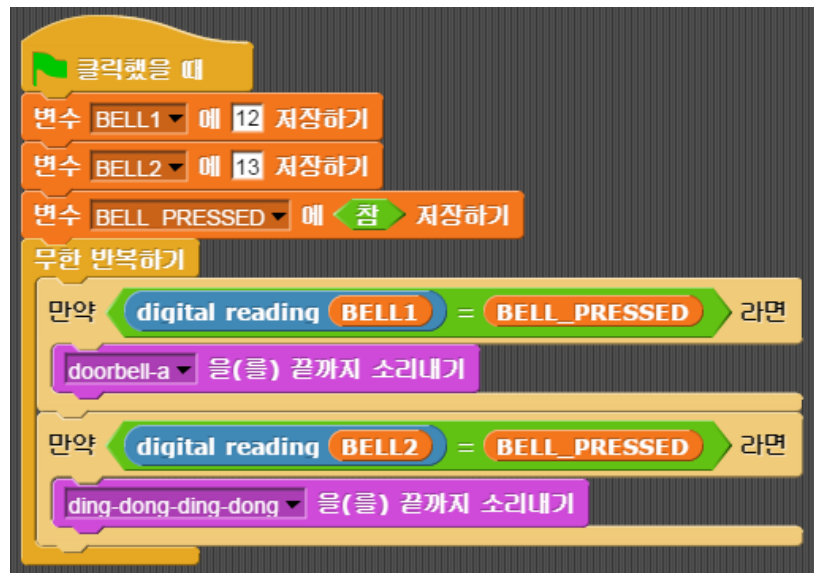 클릭했을 때
변수 BELL1 에 12 저장하기
변수 BELL2 에 13 저장하기
변수 BELL PRESSED 에 참 저장하기
무한 반복하기
만약 digital reading BELL1 = BELL_PRESSED 라면
doorbell-a 을(를) 끝까지 소리내기
만약 digital reading BELL2 = BELL_PRESSED 라면
ding-dong-ding-dong 을(를) 끝까지 소리내기